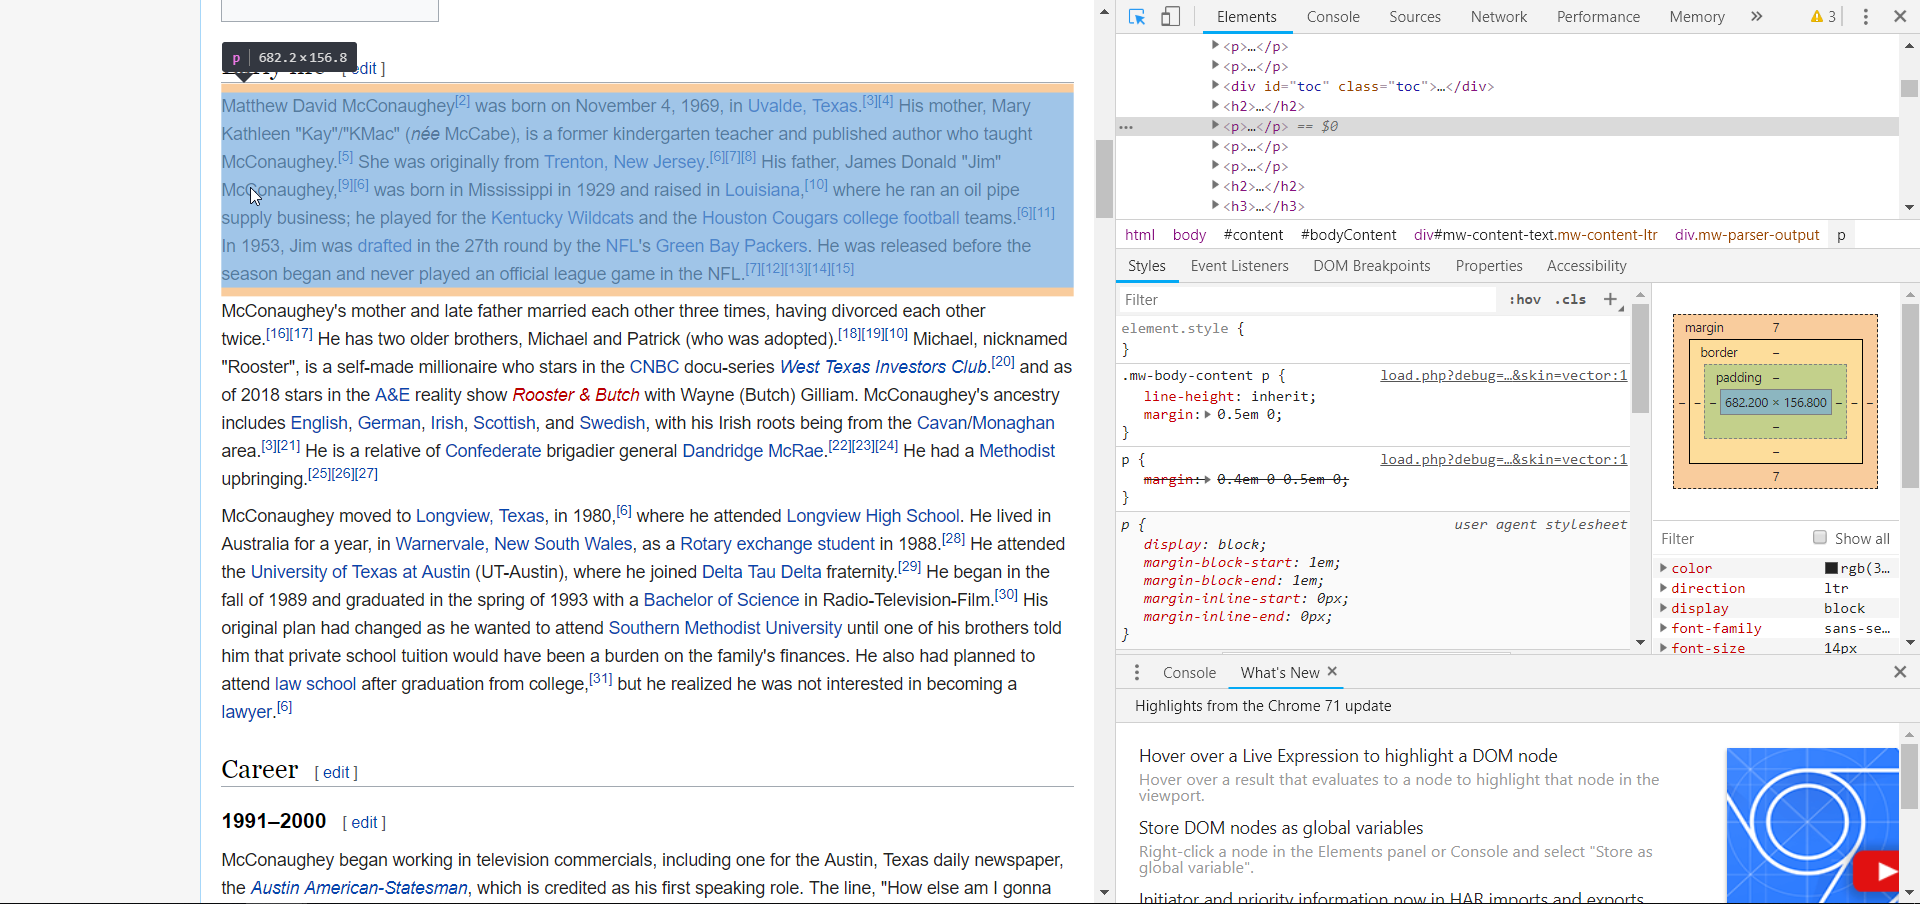 p 682.2 × 156.8
[ edit ]
Matthew David McConaughey[2] was born on November 4, 1969, in Uvalde, Texas.[3][4] His mother, Mary
Kathleen "Kay"/"KMac" (née McCabe), is a former kindergarten teacher and published author who taught
McConaughey.[5] She was originally from Trenton, New Jersey.[6][7][8] His father, James Donald "Jim"
McConaughey,[9][6] was born in Mississippi in 1929 and raised in Louisiana,[10] where he ran an oil pipe
supply business; he played for the Kentucky Wildcats and the Houston Cougars college football teams.[6][11]
In 1953, Jim was drafted in the 27th round by the NFL's Green Bay Packers. He was released before the
season began and never played an official league game in the NFL.[7][12][13][14][15]
McConaughey's mother and late father married each other three times, having divorced each other
twice.[16][17] He has two older brothers, Michael and Patrick (who was adopted).[18][19][10] Michael, nicknamed
"Rooster", is a self-made millionaire who stars in the CNBC docu-series West Texas Investors Club.[20] and as
of 2018 stars in the A&E reality show Rooster & Butch with Wayne (Butch) Gilliam. McConaughey's ancestry
includes English, German, Irish, Scottish, and Swedish, with his Irish roots being from the Cavan/Monaghan
area.[3][21] He is a relative of Confederate brigadier general Dandridge McRae.[22][23][24] He had a Methodist
upbringing.[25][26][27]
McConaughey moved to Longview, Texas, in 1980,[6] where he attended Longview High School. He lived in
Australia for a year, in Warnervale, New South Wales, as a Rotary exchange student in 1988.[28] He attended
the University of Texas at Austin (UT-Austin), where he joined Delta Tau Delta fraternity.[29] He began in the
fall of 1989 and graduated in the spring of 1993 with a Bachelor of Science in Radio-Television-Film.[30] His
original plan had changed as he wanted to attend Southern Methodist University until one of his brothers told
him that private school tuition would have been a burden on the family's finances. He also had planned to
attend law school after graduation from college,[31] but he realized he was not interested in becoming a
lawyer.[6]
Career [ edit ]
1991–2000 [ edit ]
McConaughey began working in television commercials, including one for the Austin, Texas daily newspaper,
the Austin American-Statesman, which is credited as his first speaking role. The line, "How else am I gonna
Elements Console Sources Network Performance Memory » 3
<p>…</p>
<p>…</p>
<div id="toc" class="toc">…</div>
<h2>…</h2>
… <p>…</p> == $0
<p>…</p>
<p>…</p>
<h2>…</h2>
<h3>…</h3>
html body #content #bodyContent div#mw-content-text.mw-content-ltr div.mw-parser-output p
Styles Event Listeners DOM Breakpoints Properties Accessibility
Filter :hov .cls +
element.style {
}
.mw-body-content p { load.php?debug=…&skin=vector:1
line-height: inherit;
margin: 0.5em 0;
}
p { load.php?debug=…&skin=vector:1
margin: 0.4em 0 0.5em 0;
}
p { user agent stylesheet
display: block;
margin-block-start: 1em;
margin-block-end: 1em;
margin-inline-start: 0px;
margin-inline-end: 0px;
}
margin 7
border –
padding –
– – – 682.200 × 156.800 – – –
–
–
7
Filter Show all
color rgb(3…
direction ltr
display block
font-family sans-se…
font-size 14px
Console What's New ×
Highlights from the Chrome 71 update
Hover over a Live Expression to highlight a DOM node
Hover over a result that evaluates to a node to highlight that node in the
viewport.
Store DOM nodes as global variables
Right-click a node in the Elements panel or Console and select "Store as
global variable".
Initiator and priority information now in HAR imports and exports